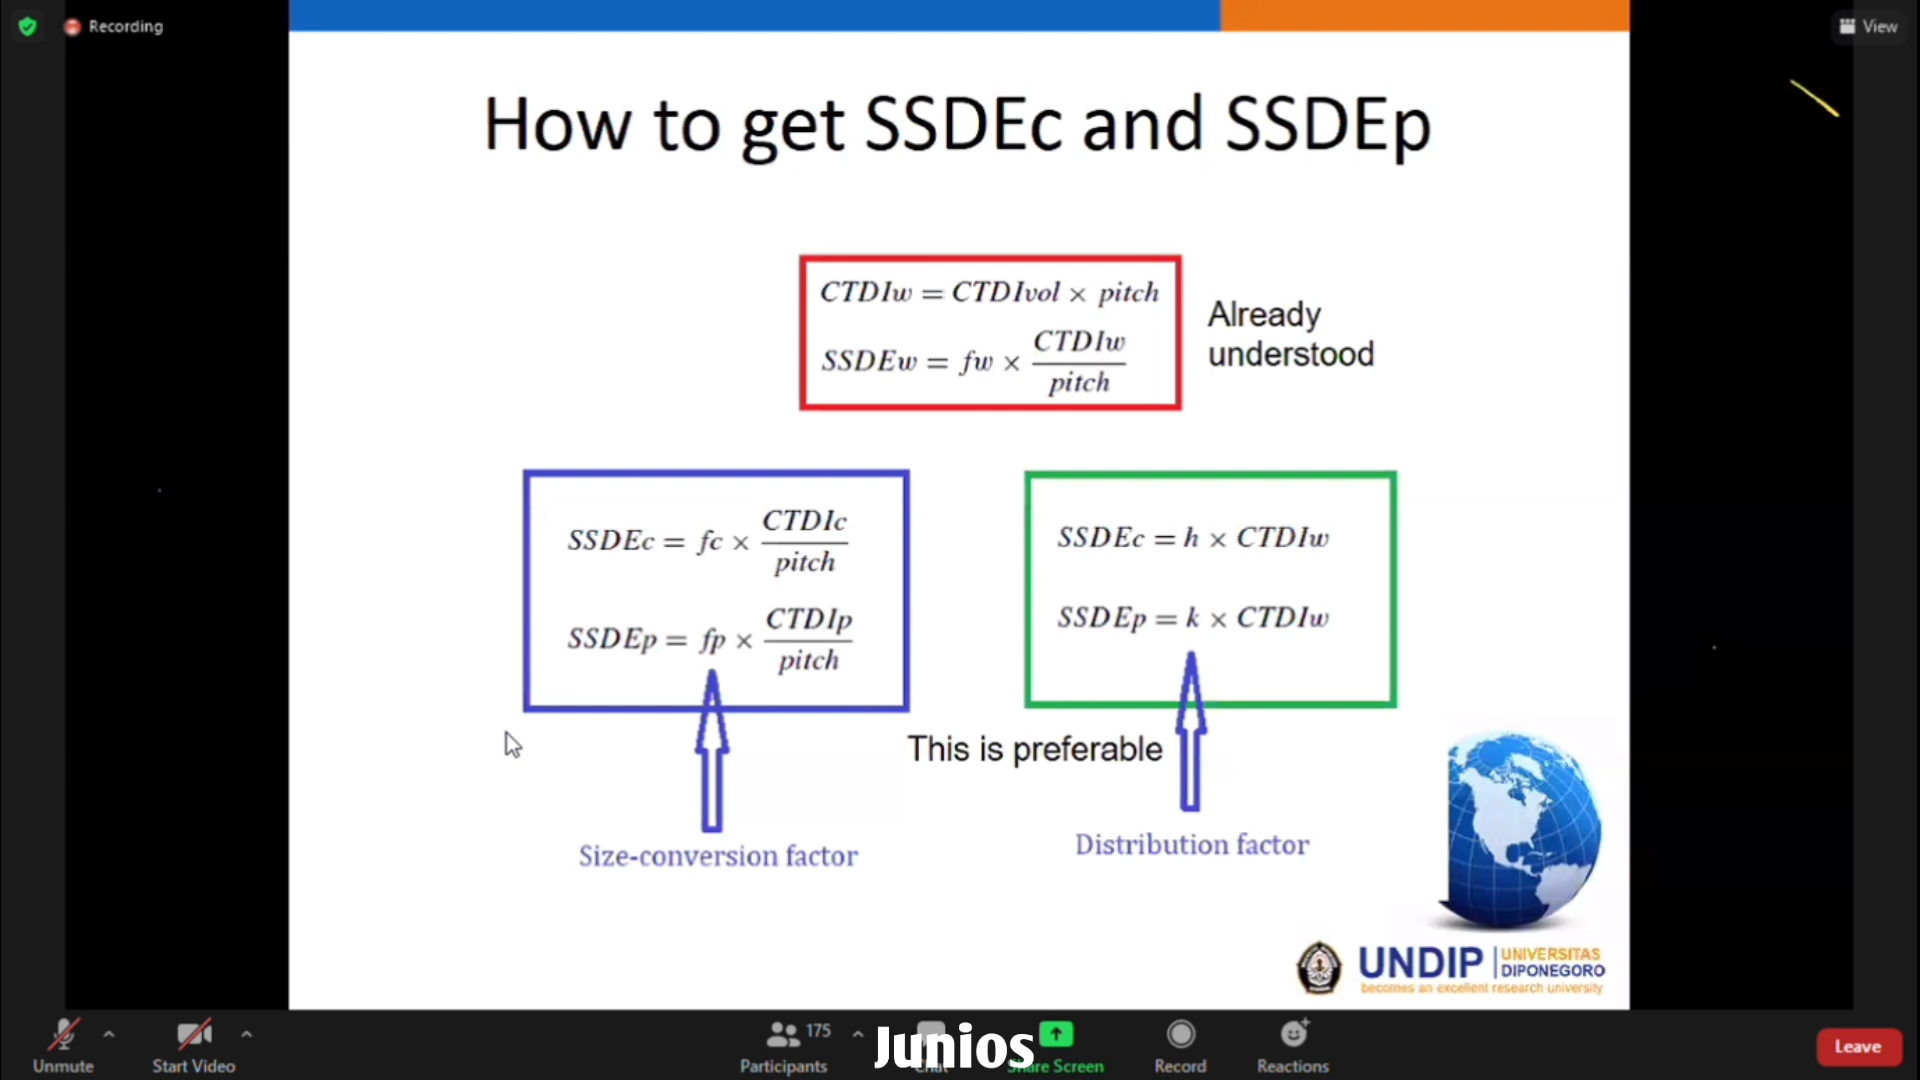 Recording
View
How to get SSDEc and SSDEp
CTDIw = CTDIvol × pitch
SSDEw = fw × CTDIw / pitch
Already
understood
SSDEc = fc × CTDIc / pitch
SSDEp = fp × CTDIp / pitch
SSDEc = h × CTDIw
SSDEp = k × CTDIw
This is preferable
Size-conversion factor
Distribution factor
UNDIP UNIVERSITAS
DIPONEGORO
becomes an excellent research university
Unmute
Start Video
175
Participants
Chat
Junios
Share Screen
Record
Reactions
Leave